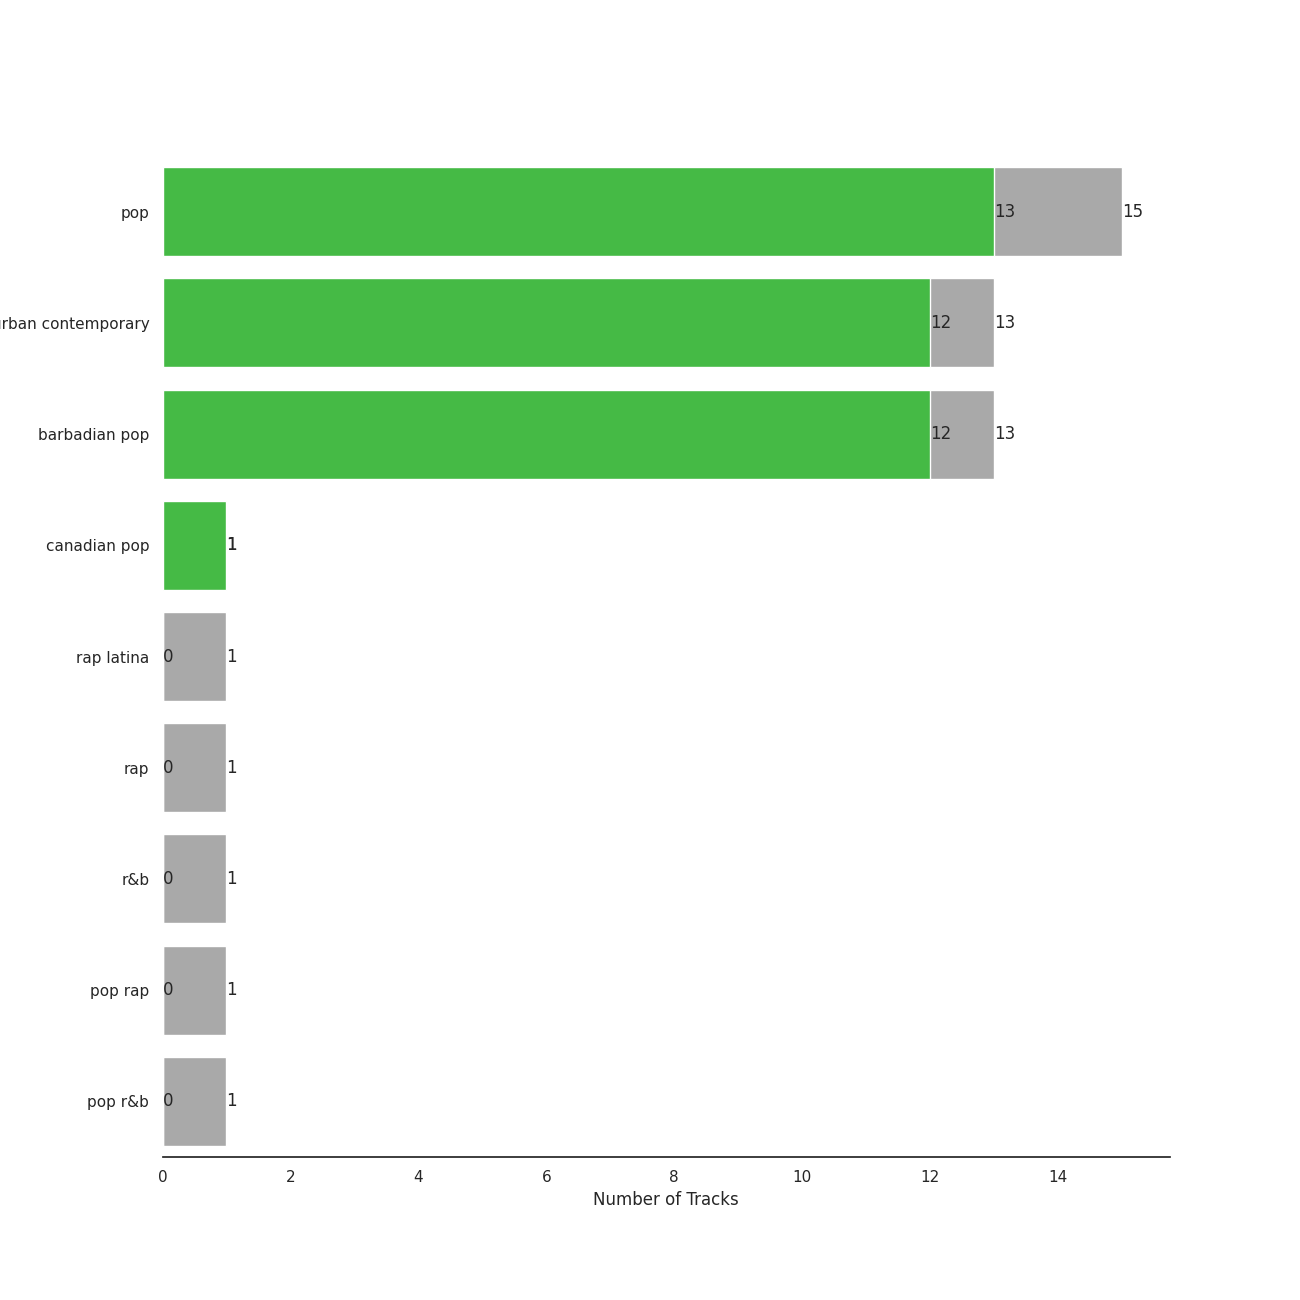 pop 13 15
rban contemporary 12 13
barbadian pop 12 13
canadian pop 1
rap latina 0 1
rap 0 1
r&b 0 1
pop rap 0 1
pop r&b 0 1
0 2 4 6 8 10 12 14
Number of Tracks